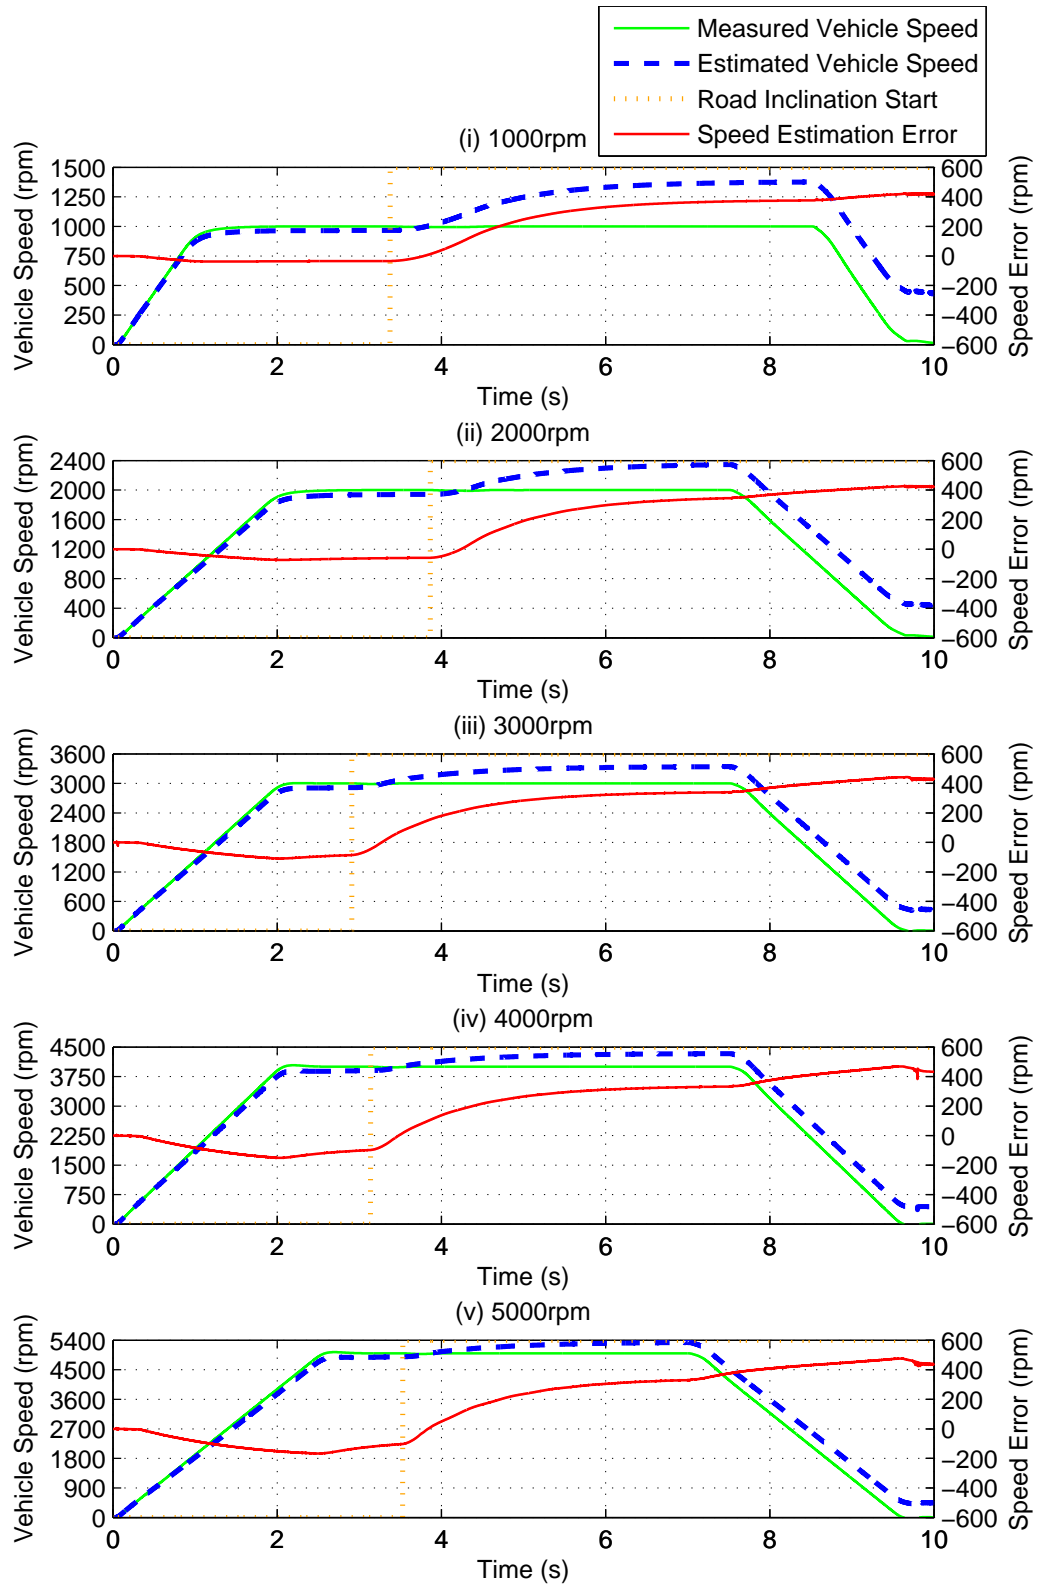 Measured Vehicle Speed
Estimated Vehicle Speed
Road Inclination Start
Speed Estimation Error
(i) 1000rpm
Vehicle Speed (rpm)
1500
1250
1000
750
500
250
0
600
400
200
0
−200
−400
−600
Speed Error (rpm)
0 2 4 6 8 10
Time (s)
(ii) 2000rpm
Vehicle Speed (rpm)
2400
2000
1600
1200
800
400
0
600
400
200
0
−200
−400
−600
Speed Error (rpm)
0 2 4 6 8 10
Time (s)
(iii) 3000rpm
Vehicle Speed (rpm)
3600
3000
2400
1800
1200
600
0
600
400
200
0
−200
−400
−600
Speed Error (rpm)
0 2 4 6 8 10
Time (s)
(iv) 4000rpm
Vehicle Speed (rpm)
4500
3750
3000
2250
1500
750
0
600
400
200
0
−200
−400
−600
Speed Error (rpm)
0 2 4 6 8 10
Time (s)
(v) 5000rpm
Vehicle Speed (rpm)
5400
4500
3600
2700
1800
900
0
600
400
200
0
−200
−400
−600
Speed Error (rpm)
0 2 4 6 8 10
Time (s)